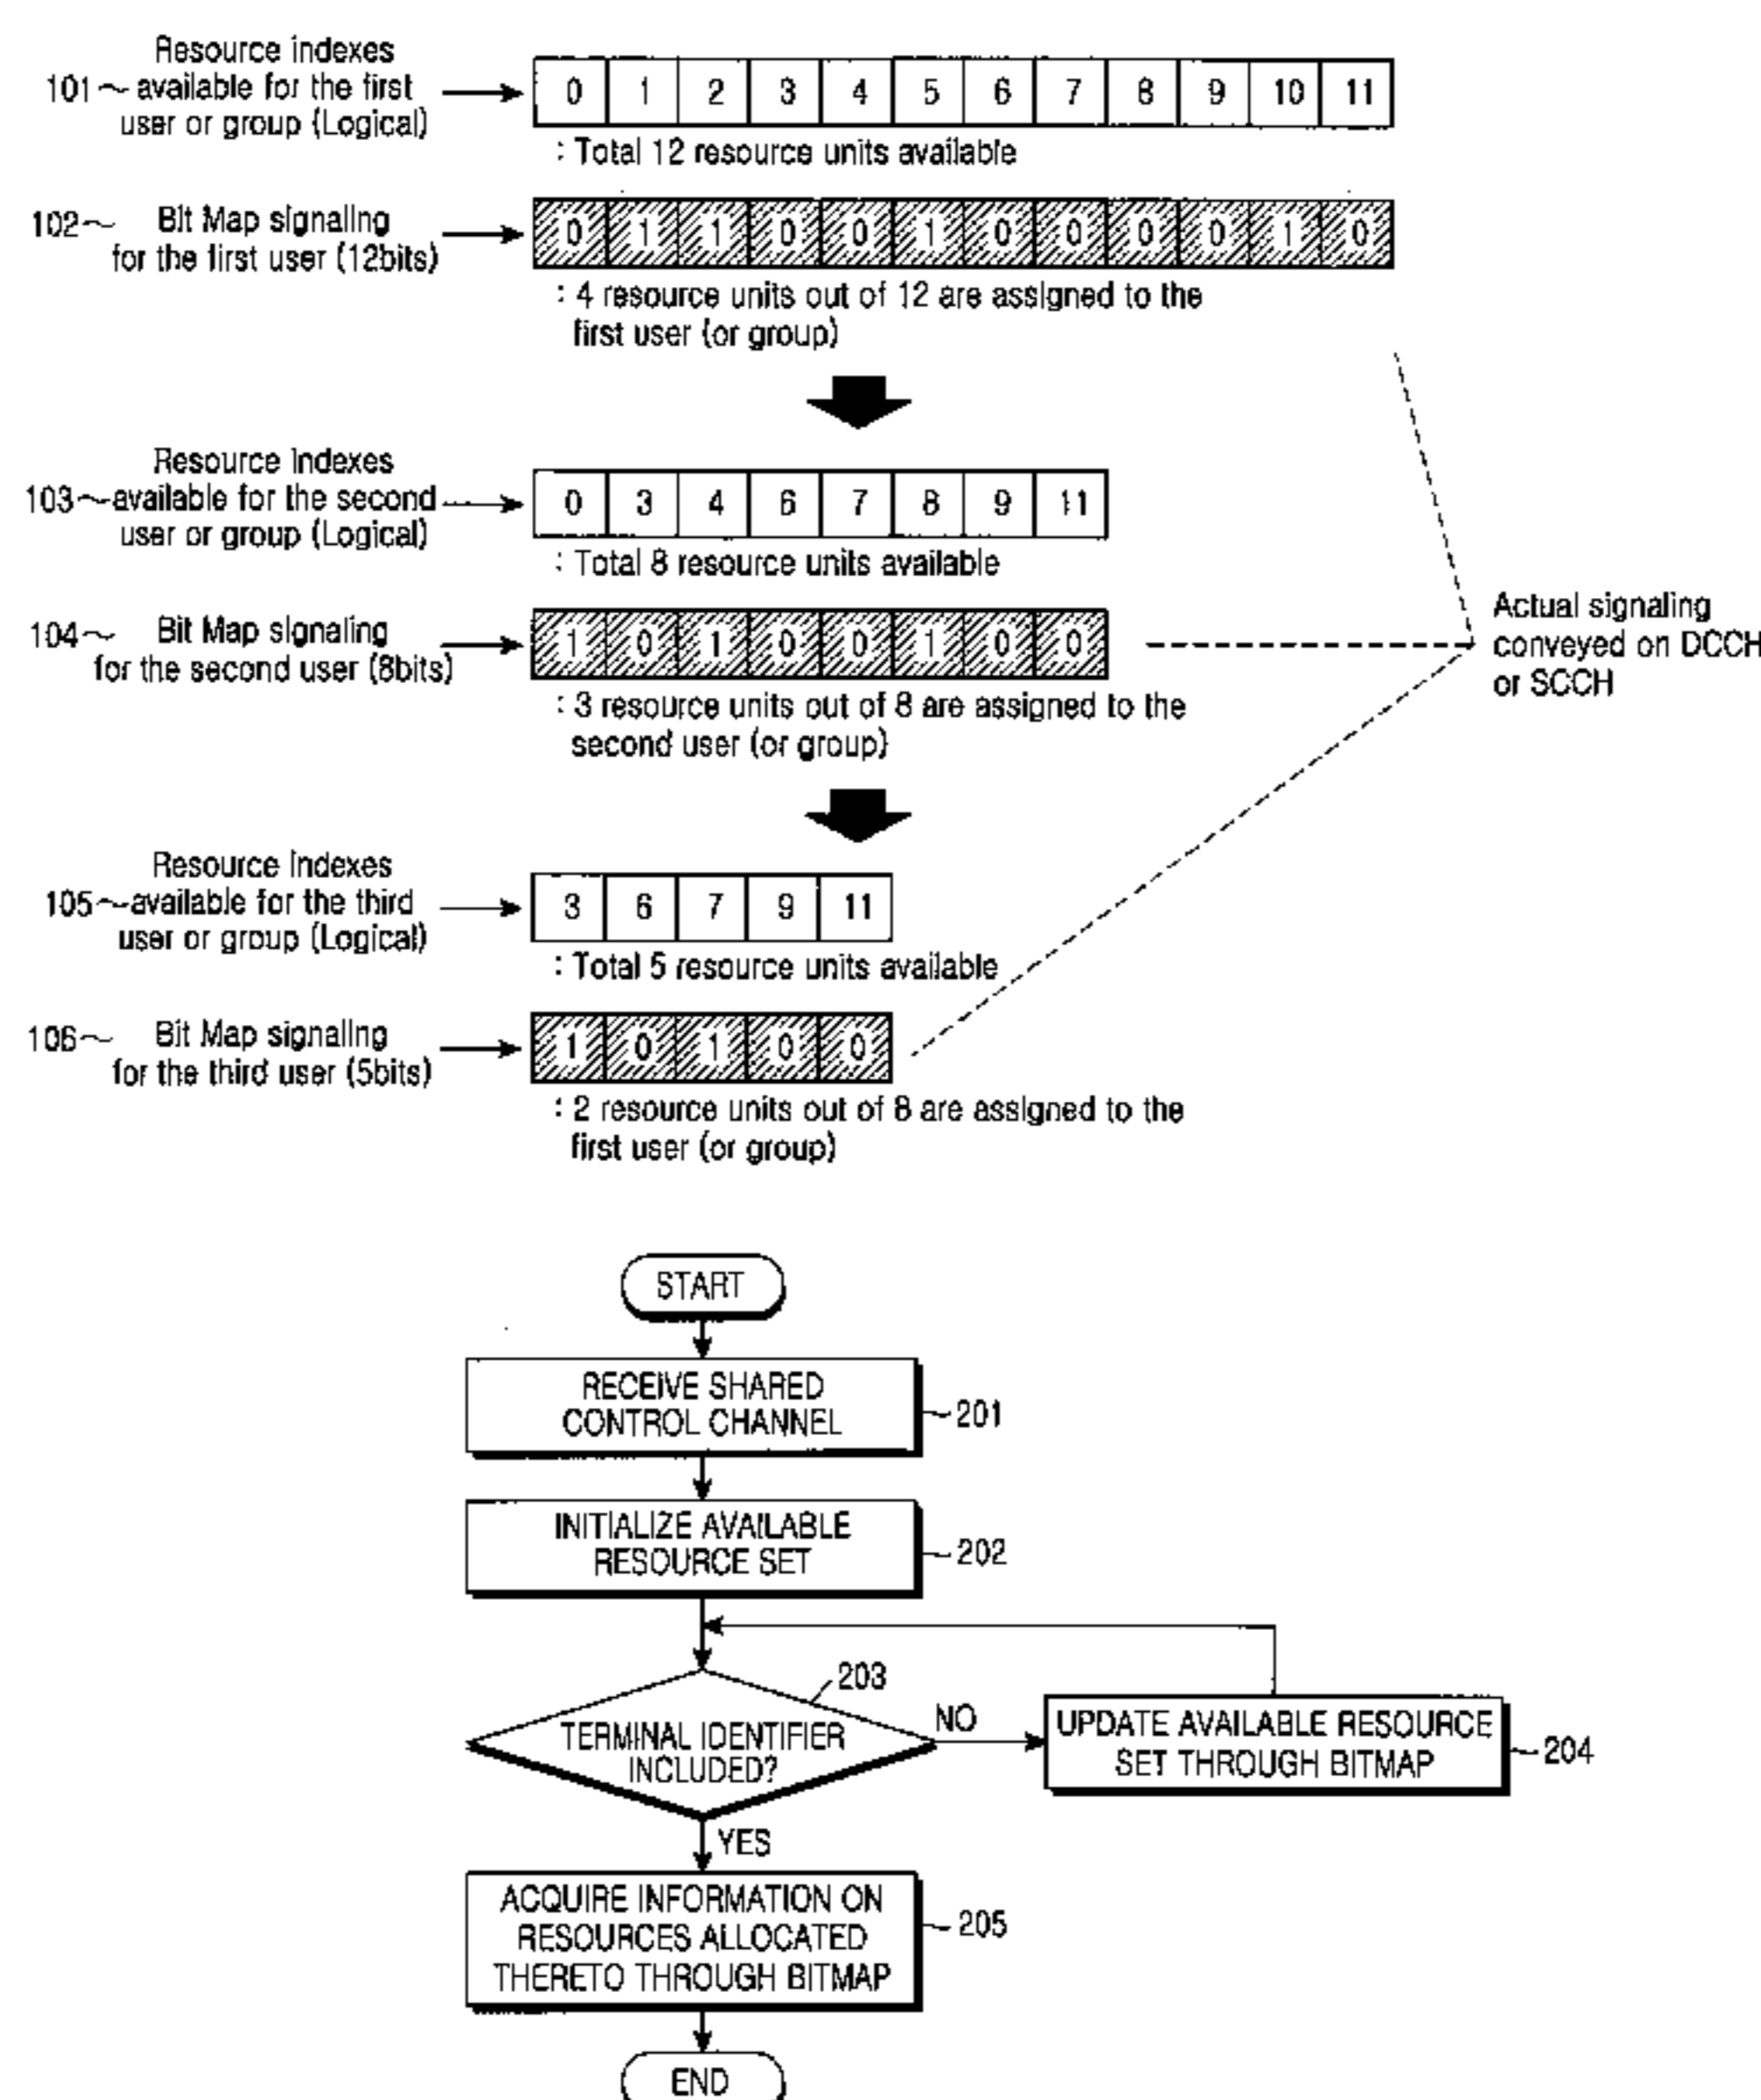 Resource indexes
101 available for the first
user or group (Logical)
0 1 2 3 4 5 6 7 8 9 10 11
: Total 12 resource units available
102 Bit Map signaling
for the first user (12bits)
0 1 1 0 0 1 0 0 0 0 1 0
: 4 resource units out of 12 are assigned to the
first user (or group)
Resource Indexes
103 available for the second
user or group (Logical)
0 3 4 6 7 8 9 11
: Total 8 resource units available
104 Bit Map signaling
for the second user (8bits)
1 0 1 0 0 1 0 0
: 3 resource units out of 8 are assigned to the
second user (or group)
Actual signaling
conveyed on DCCH
or SCCH
Resource Indexes
105 available for the third
user or group (Logical)
3 6 7 9 11
: Total 5 resource units available
106 Bit Map signaling
for the third user (5bits)
1 0 1 0 0
: 2 resource units out of 8 are assigned to the
first user (or group)
START
RECEIVE SHARED
CONTROL CHANNEL
201
INITIALIZE AVAILABLE
RESOURCE SET
202
203
TERMINAL IDENTIFIER
INCLUDED?
NO
UPDATE AVAILABLE RESOURCE
SET THROUGH BITMAP
204
YES
ACQUIRE INFORMATION ON
RESOURCES ALLOCATED
THERETO THROUGH BITMAP
205
END